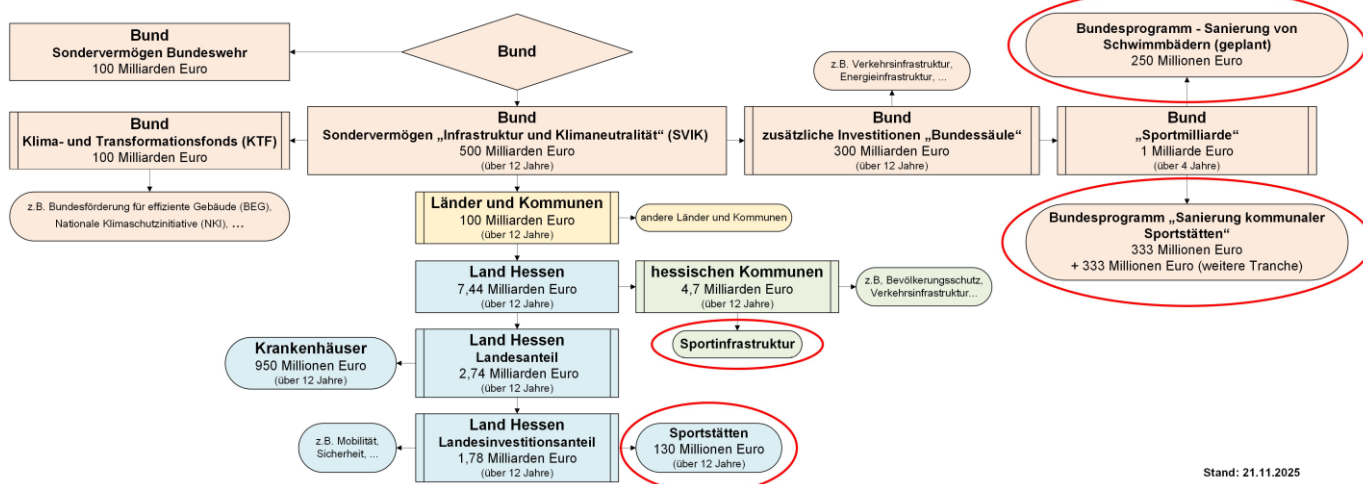 Bund
Sondervermögen Bundeswehr
100 Milliarden Euro
Bund
Bundesprogramm - Sanierung von
Schwimmbädern (geplant)
250 Millionen Euro
z.B. Verkehrsinfrastruktur,
Energieinfrastruktur, ...
Bund
Klima- und Transformationsfonds (KTF)
100 Milliarden Euro
Bund
Sondervermögen „Infrastruktur und Klimaneutralität“ (SVIK)
500 Milliarden Euro
(über 12 Jahre)
Bund
zusätzliche Investitionen „Bundessäule“
300 Milliarden Euro
(über 12 Jahre)
Bund
„Sportmilliarde“
1 Milliarde Euro
(über 4 Jahre)
z.B. Bundesförderung für effiziente Gebäude (BEG),
Nationale Klimaschutzinitiative (NKI), ...
Länder und Kommunen
100 Milliarden Euro
(über 12 Jahre)
andere Länder und Kommunen
Bundesprogramm „Sanierung kommunaler
Sportstätten“
333 Millionen Euro
+ 333 Millionen Euro (weitere Tranche)
Land Hessen
7,44 Milliarden Euro
(über 12 Jahre)
hessischen Kommunen
4,7 Milliarden Euro
(über 12 Jahre)
z.B, Bevölkerungsschutz,
Verkehrsinfrastruktur...
Sportinfrastruktur
Krankenhäuser
950 Millionen Euro
(über 12 Jahre)
Land Hessen
Landesanteil
2,74 Milliarden Euro
(über 12 Jahre)
z.B. Mobilität,
Sicherheit, ...
Land Hessen
Landesinvestitionsanteil
1,78 Milliarden Euro
(über 12 Jahre)
Sportstätten
130 Millionen Euro
(über 12 Jahre)
Stand: 21.11.2025